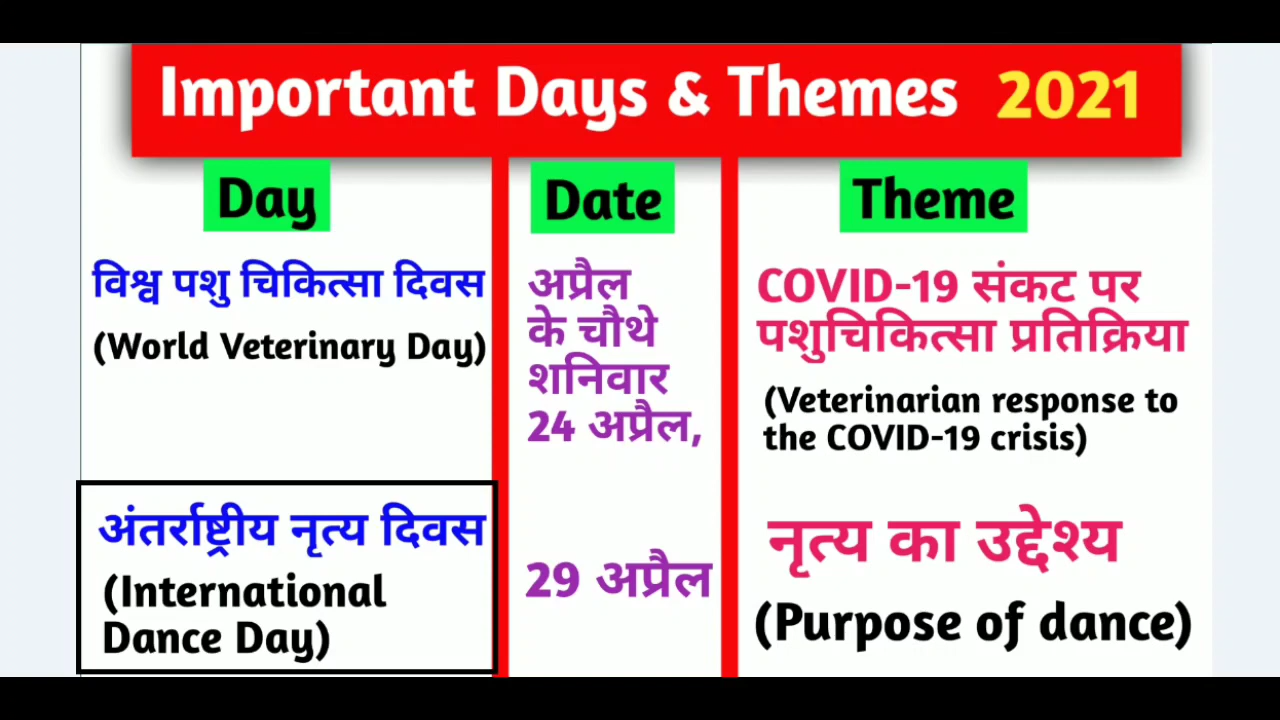 Important Days & Themes 2021
Day
Date
Theme
विश्व पशु चिकित्सा दिवस
(World Veterinary Day)
अप्रैल
के चौथे
शनिवार
24 अप्रैल,
COVID-19 संकट पर
पशुचिकित्सा प्रतिक्रिया
(Veterinarian response to
the COVID-19 crisis)
अंतर्राष्ट्रीय नृत्य दिवस
(International
Dance Day)
29 अप्रैल
नृत्य का उद्देश्य
(Purpose of dance)